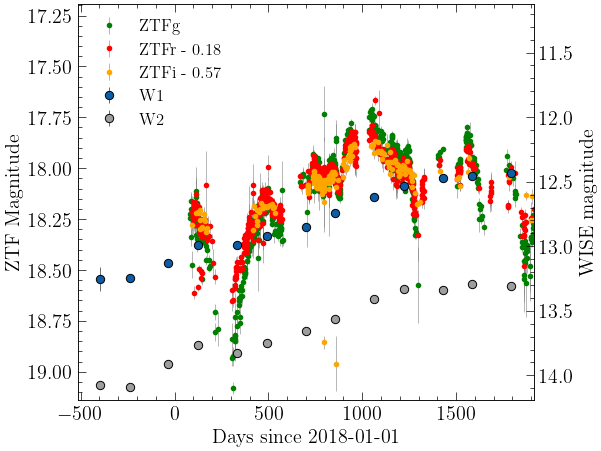 ZTFg
ZTFr - 0.18
ZTFi - 0.57
W1
W2
17.25
17.50
17.75
18.00
18.25
18.50
18.75
19.00
ZTF Magnitude
11.5
12.0
12.5
13.0
13.5
14.0
WISE magnitude
−500
0
500
1000
1500
Days since 2018-01-01